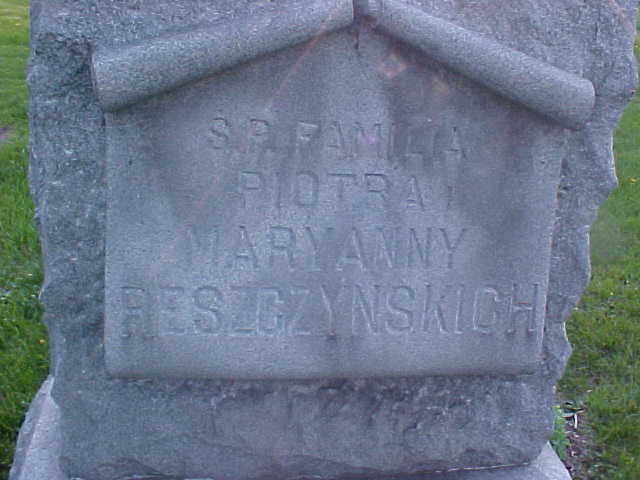 S.P. FAMILIA
PIOTRA I
MARYANNY
RESZCZYNSKICH